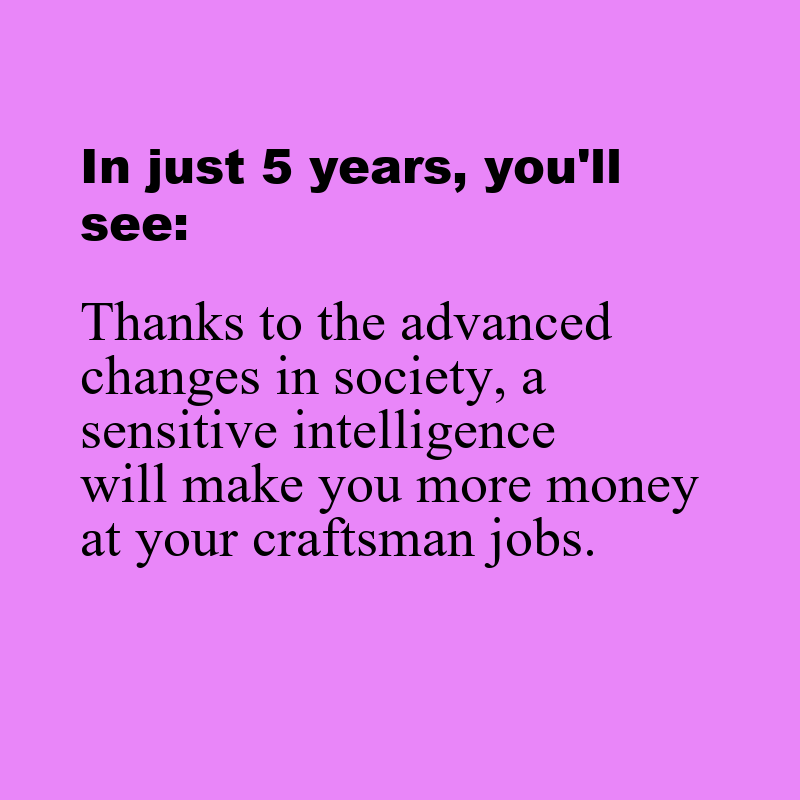 In just 5 years, you'll
see:
Thanks to the advanced
changes in society, a
sensitive intelligence
will make you more money
at your craftsman jobs.